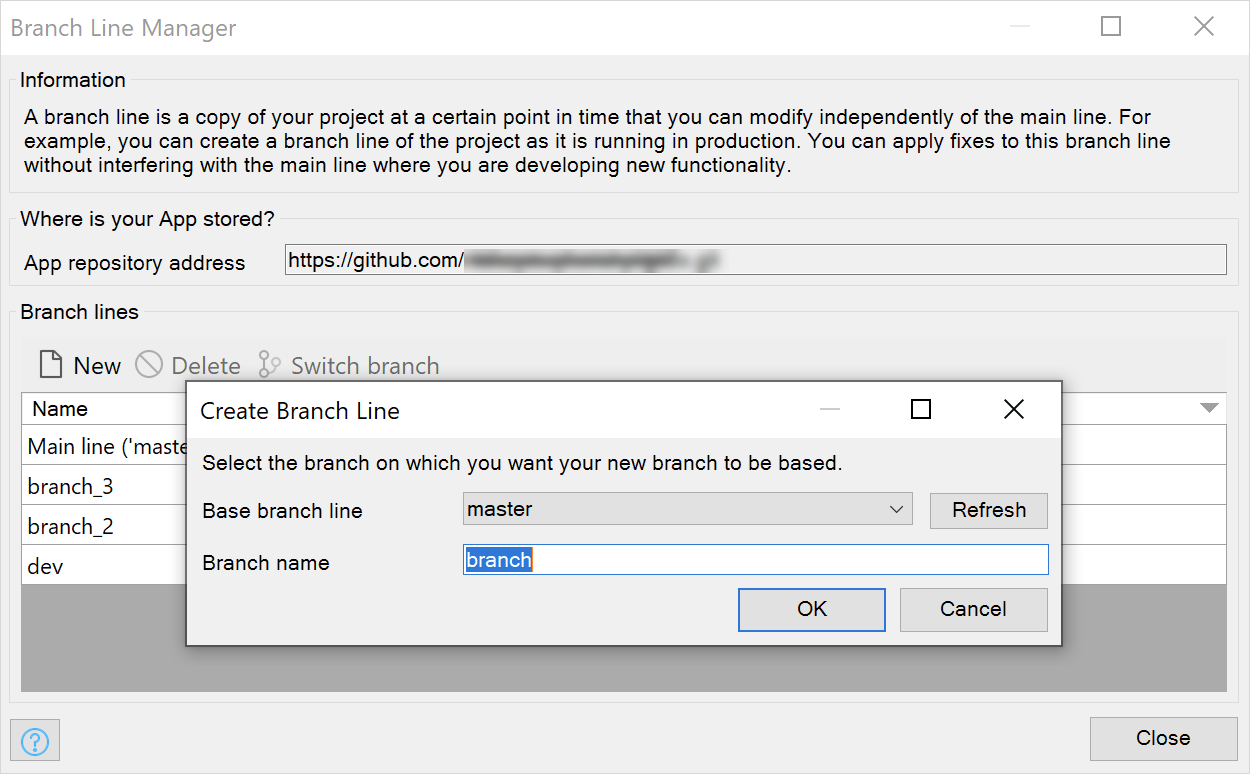 Branch Line Manager
Information
A branch line is a copy of your project at a certain point in time that you can modify independently of the main line. For
example, you can create a branch line of the project as it is running in production. You can apply fixes to this branch line
without interfering with the main line where you are developing new functionality.
Where is your App stored?
App repository address https://github.com/
Branch lines
New Delete Switch branch
Name
Main line ('maste
branch_3
branch_2
dev
Create Branch Line
Select the branch on which you want your new branch to be based.
Base branch line master Refresh
Branch name branch
OK Cancel
?
Close